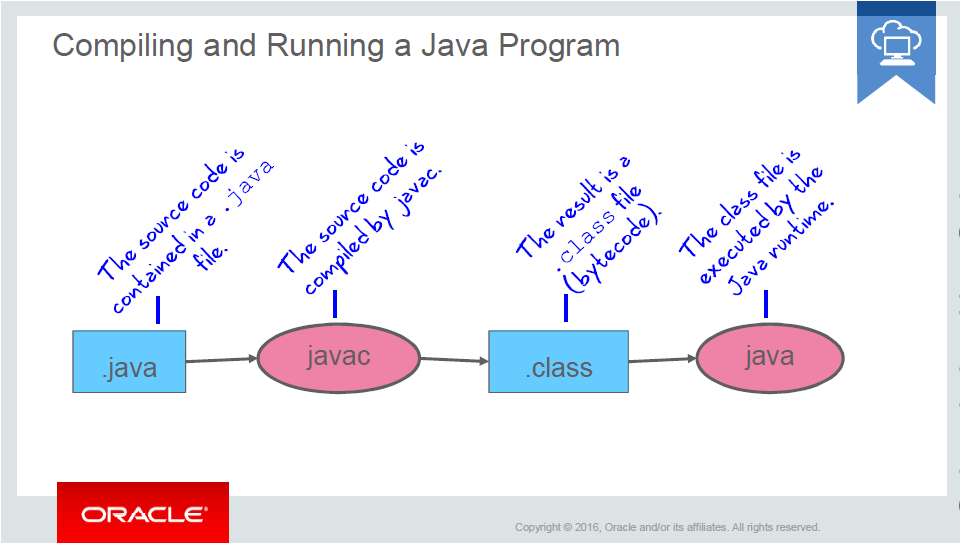 Compiling and Running a Java Program
The source code is
contained in a .java
file.
The source code is
compiled by javac.
The result is a
.class file
(bytecode).
The class file is
executed by the
Java runtime.
.java
javac
.class
java
ORACLE®
Copyright © 2016, Oracle and/or its affiliates. All rights reserved.